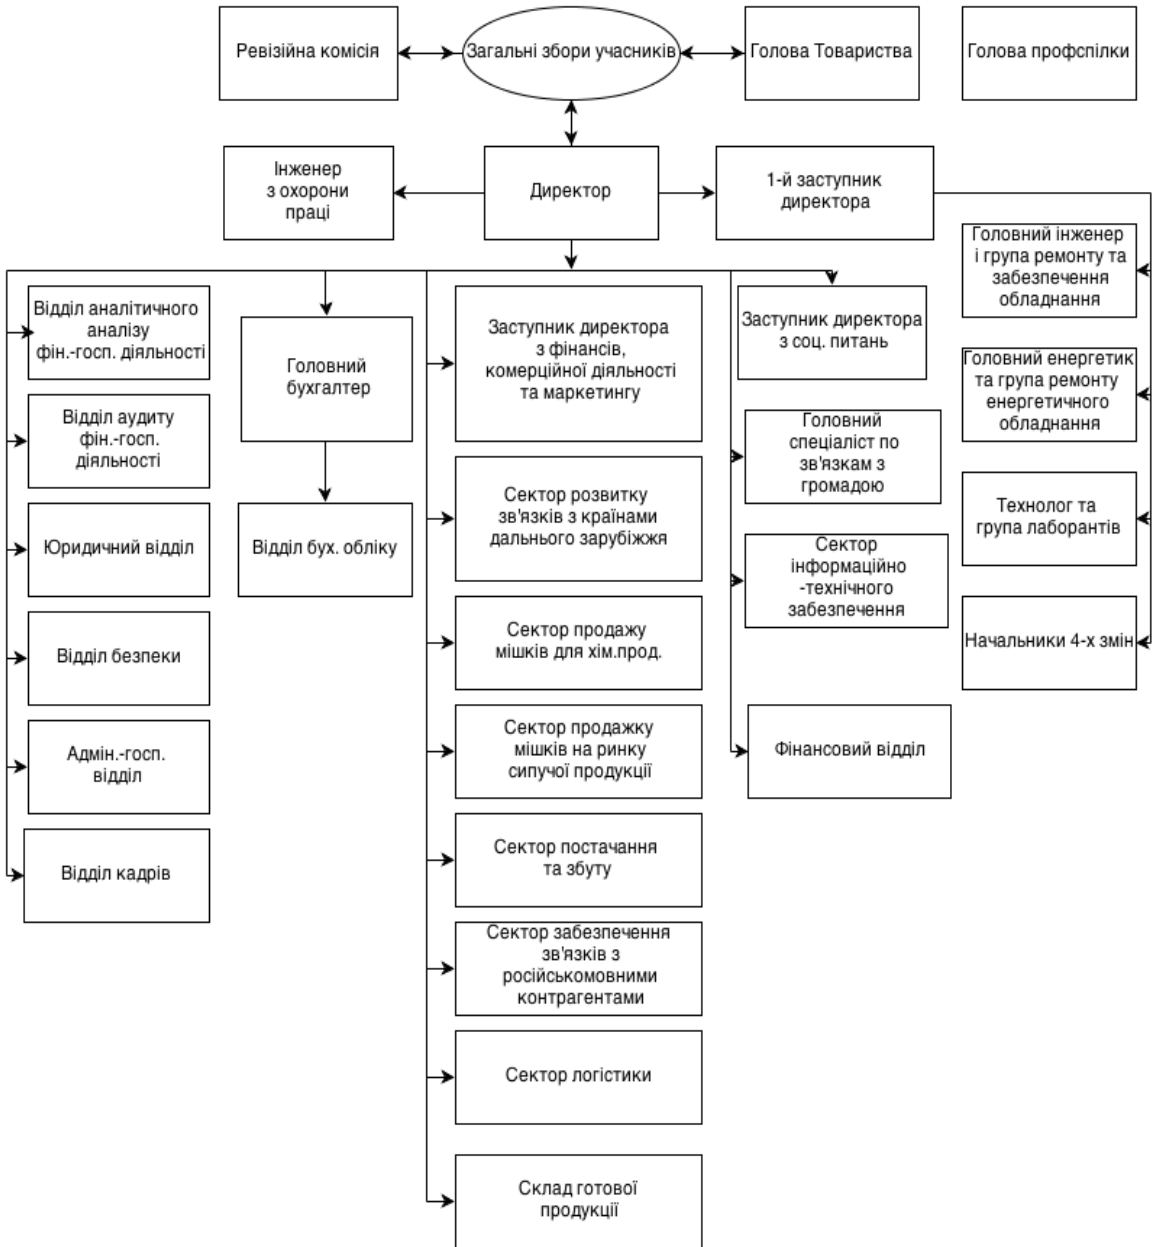 Ревізійна комісія
Загальні збори учасників
Голова Товариства
Голова профспілки
Інженер
з охорони
праці
Директор
1-й заступник
директора
Головний інженер
і група ремонту та
забезпечення
обладнання
Відділ аналітичного
аналізу
фін.-госп. діяльності
Головний
бухгалтер
Заступник директора
з фінансів,
комерційної діяльності
та маркетингу
Заступник директора
з соц. питань
Головний енергетик
та група ремонту
енергетичного
обладнання
Відділ аудиту
фін.-госп.
діяльності
Головний
спеціаліст по
зв'язкам з
громадою
Юридичний відділ
Відділ бух. обліку
Сектор розвитку
зв'язків з країнами
дальнього зарубіжжя
Сектор
інформаційно
-технічного
забезпечення
Технолог та
група лаборантів
Відділ безпеки
Сектор продажу
мішків для хім.прод.
Начальники 4-х змін
Адмін.-госп.
відділ
Сектор продажку
мішків на ринку
сипучої продукції
Фінансовий відділ
Відділ кадрів
Сектор постачання
та збуту
Сектор забезпечення
зв'язків з
російськомовними
контрагентами
Сектор логістики
Склад готової
продукції